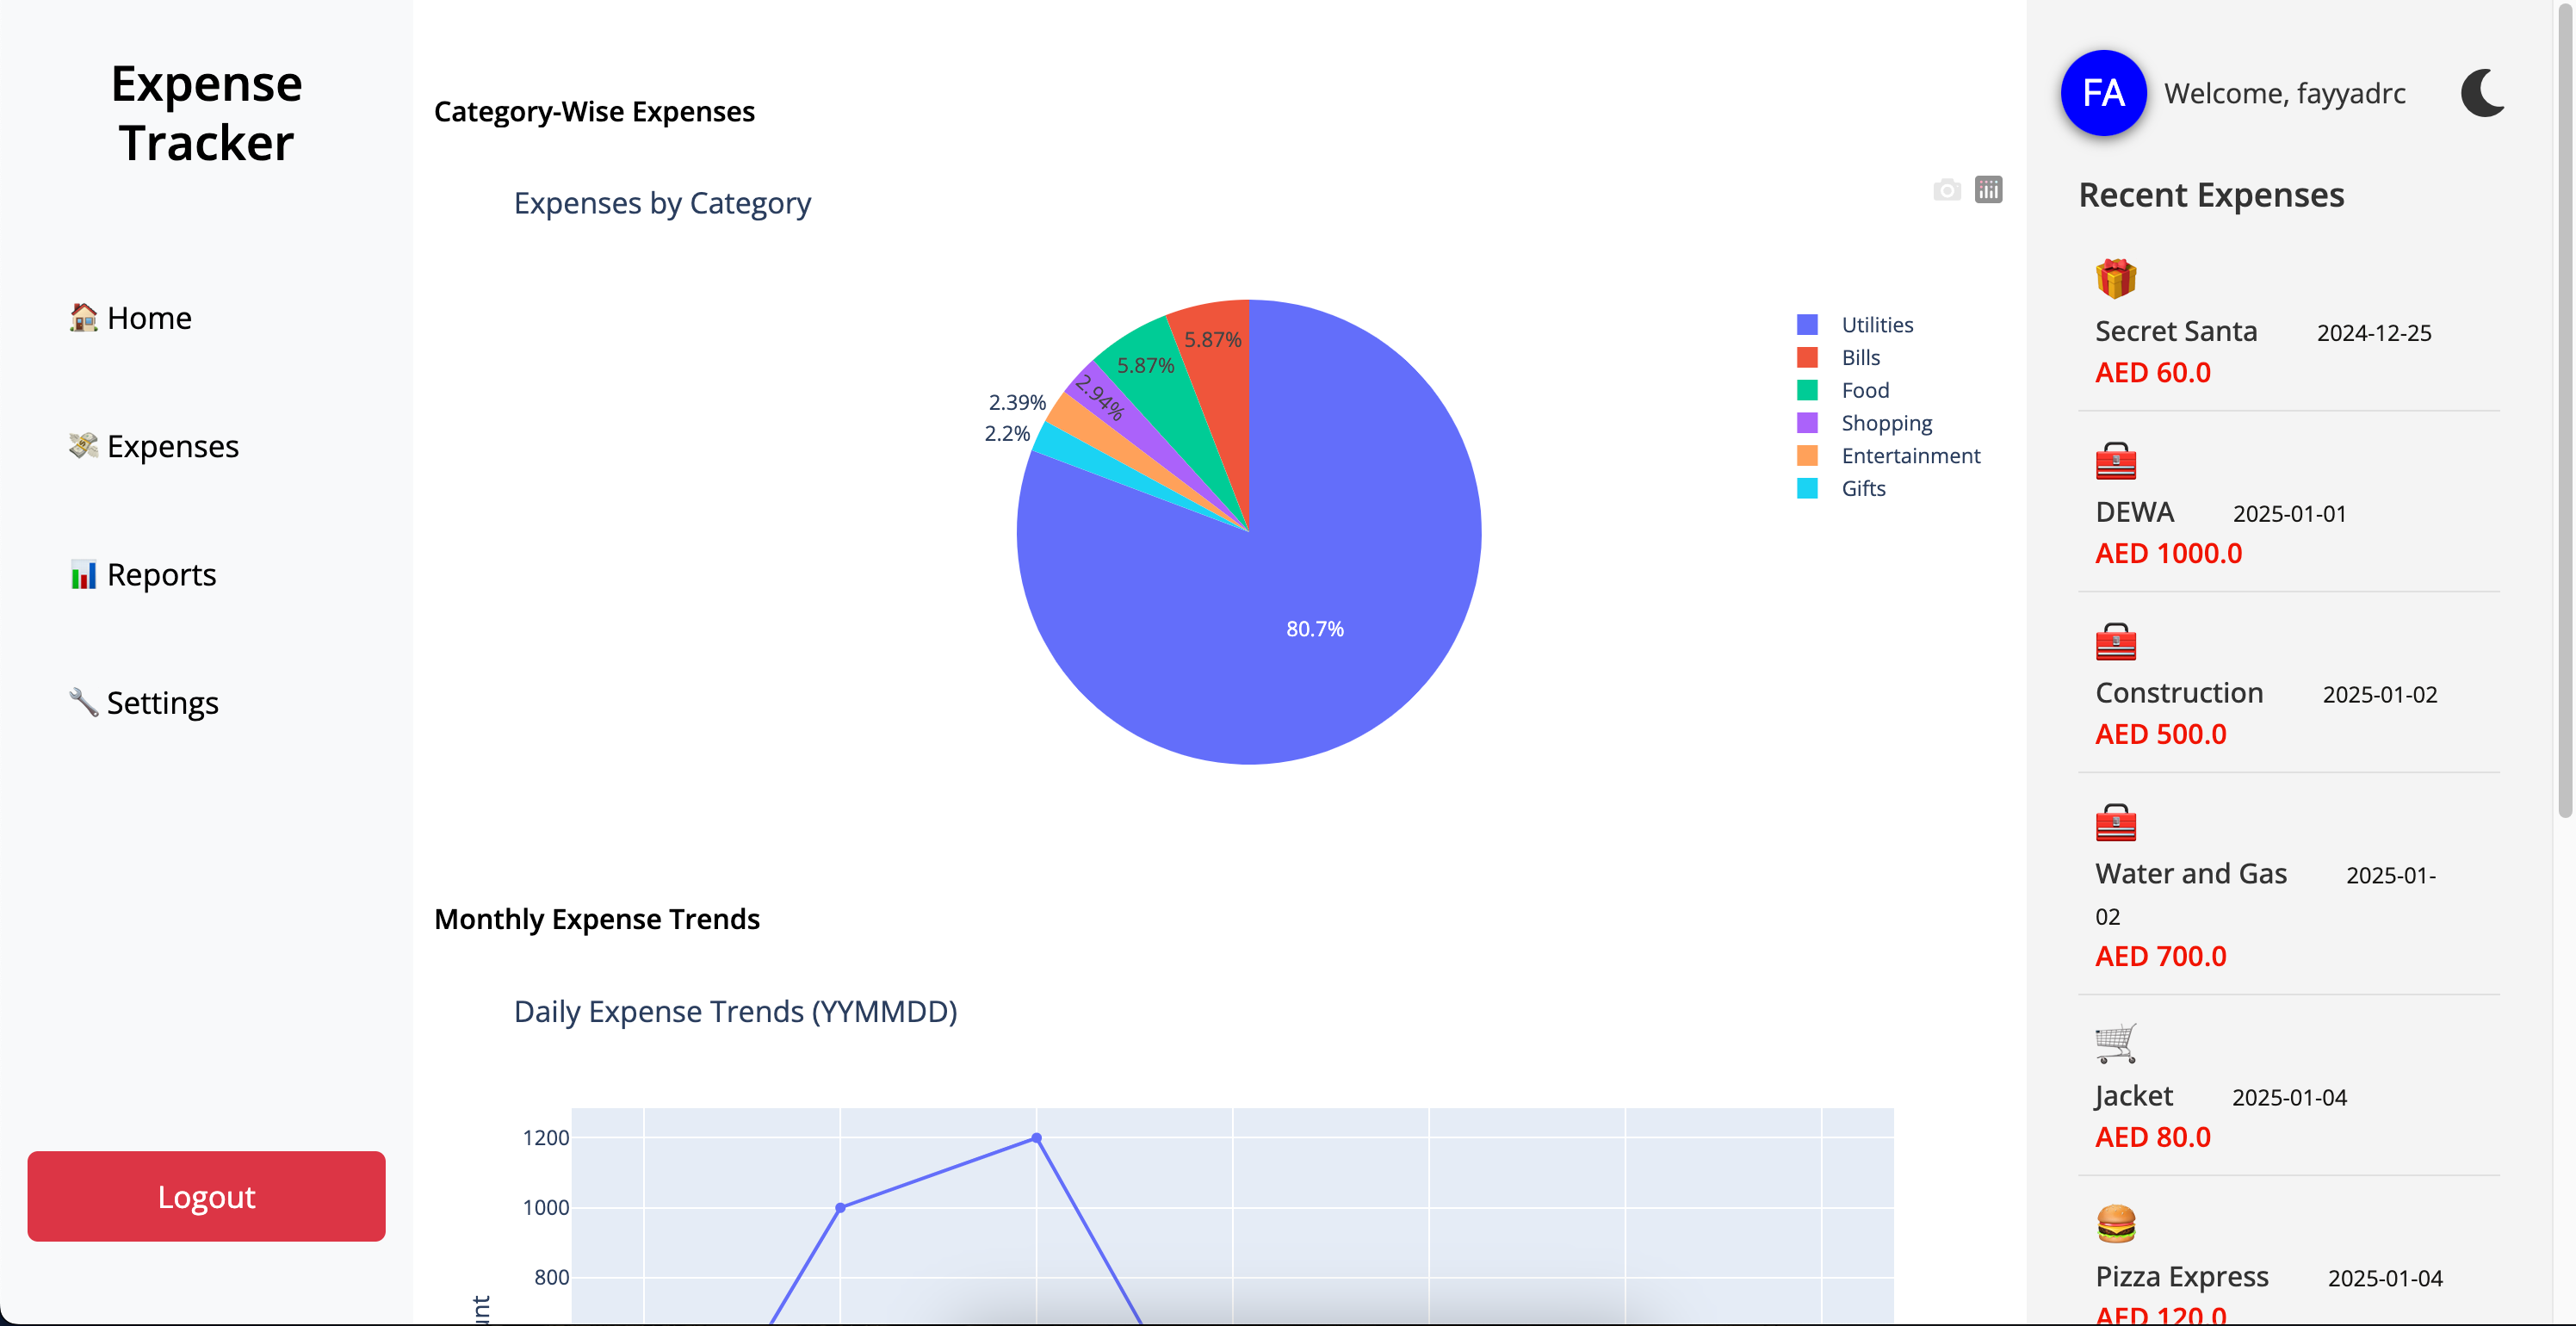 Expense
Tracker
Home
Expenses
Reports
Settings
Logout
Category-Wise Expenses
Expenses by Category
5.87%
5.87%
2.94%
2.39%
2.2%
80.7%
Utilities
Bills
Food
Shopping
Entertainment
Gifts
Monthly Expense Trends
Daily Expense Trends (YYMMDD)
1200
1000
800
FA
Welcome, fayyadrc
Recent Expenses
Secret Santa 2024-12-25
AED 60.0
DEWA 2025-01-01
AED 1000.0
Construction 2025-01-02
AED 500.0
Water and Gas 2025-01-
02
AED 700.0
Jacket 2025-01-04
AED 80.0
Pizza Express 2025-01-04
AED 120.0